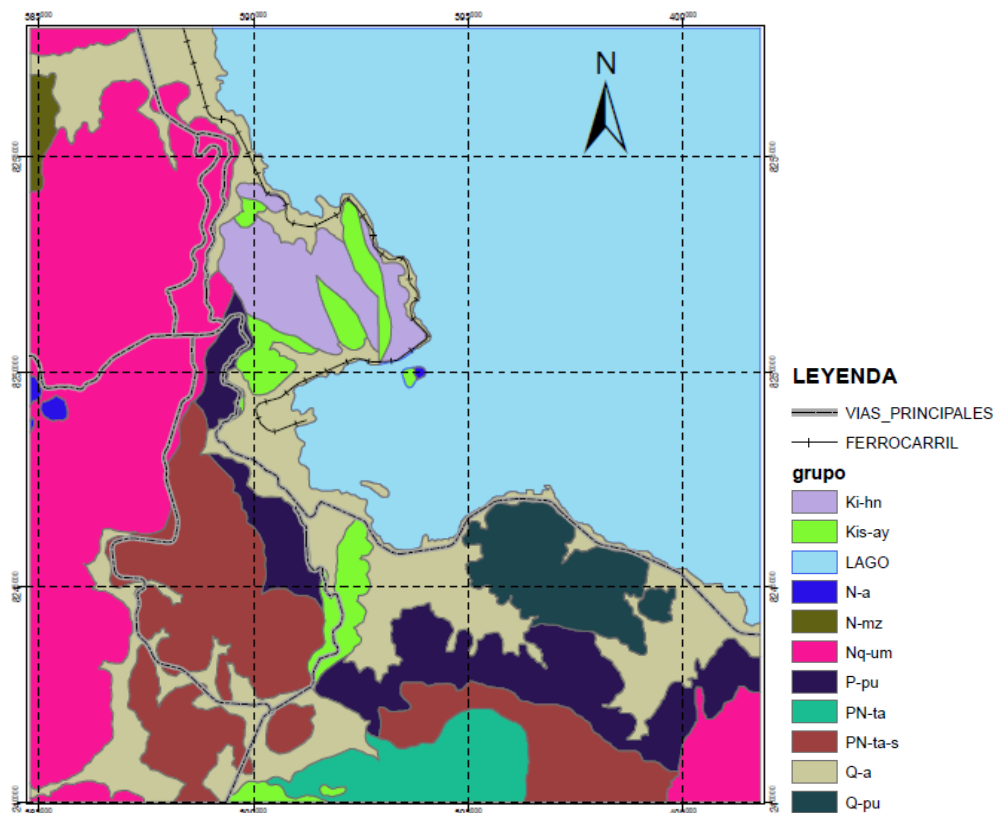 N
LEYENDA
VIAS_PRINCIPALES
FERROCARRIL
grupo
Ki-hn
Kis-ay
LAGO
N-a
N-mz
Nq-um
P-pu
PN-ta
PN-ta-s
Q-a
Q-pu